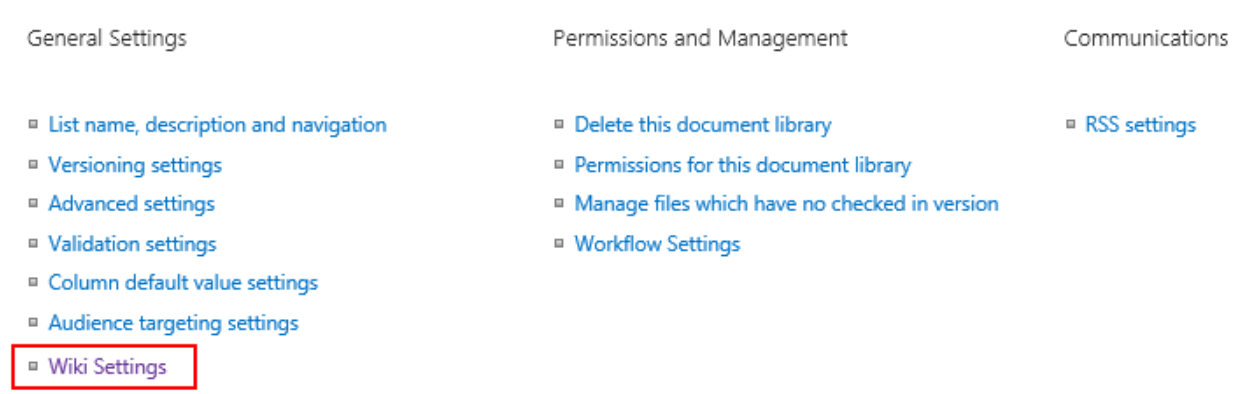 General Settings
Permissions and Management
Communications
List name, description and navigation
Delete this document library
RSS settings
Versioning settings
Permissions for this document library
Advanced settings
Manage files which have no checked in version
Validation settings
Workflow Settings
Column default value settings
Audience targeting settings
Wiki Settings